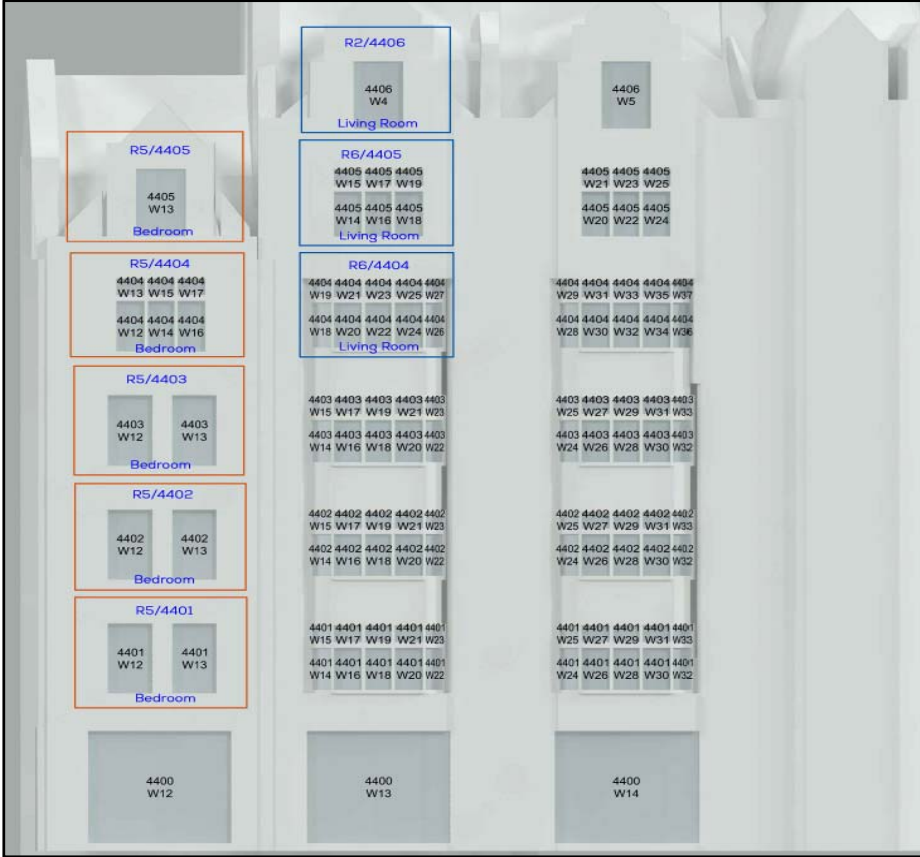 R2/4406
4406 4406
W4 W5
Living Room
R5/4405 R6/4405
4405 4405 4405 4405 4405 4405
W15 W17 W19 W21 W23 W25
4405
W13
4405 4405 4405 4405 4405 4405
W14 W16 W18 W20 W22 W24
Bedroom Living Room
R5/4404 R6/4404
4404 4404 4404 4404 4404 4404 4404 4404 4404 4404 4404 4404 4404
W13 W15 W17 W19 W21 W23 W25 W27 W29 W31 W33 W35 W37
4404 4404 4404 4404 4404 4404 4404 4404 4404 4404 4404 4404 4404
W12 W14 W16 W18 W20 W22 W24 W26 W28 W30 W32 W34 W36
Bedroom Living Room
R5/4403
4403 4403 4403 4403 4403 4403 4403 4403 4403 4403
W15 W17 W19 W21 W23 W25 W27 W29 W31 W33
4403 4403 4403 4403 4403 4403 4403 4403 4403 4403 4403 4403
W12 W13 W14 W16 W18 W20 W22 W24 W26 W28 W30 W32
Bedroom
R5/4402
4402 4402 4402 4402 4402 4402 4402 4402 4402 4402
W15 W17 W19 W21 W23 W25 W27 W29 W31 W33
4402 4402 4402 4402 4402 4402 4402 4402 4402 4402 4402 4402
W12 W13 W14 W16 W18 W20 W22 W24 W26 W28 W30 W32
Bedroom
R5/4401
4401 4401 4401 4401 4401 4401 4401 4401 4401 4401
W15 W17 W19 W21 W23 W25 W27 W29 W31 W33
4401 4401 4401 4401 4401 4401 4401 4401 4401 4401 4401 4401
W12 W13 W14 W16 W18 W20 W22 W24 W26 W28 W30 W32
Bedroom
4400 4400 4400
W12 W13 W14